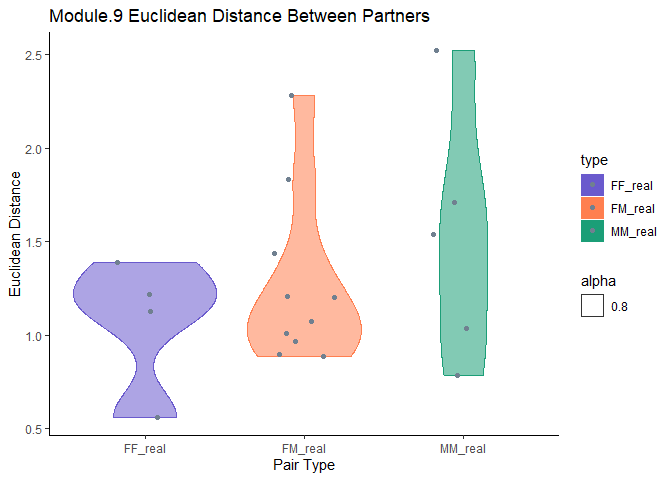 Module.9 Euclidean Distance Between Partners
Euclidean Distance
2.5
2.0
1.5
1.0
0.5
FF_real
FM_real
MM_real
Pair Type
type
FF_real
FM_real
MM_real
alpha
0.8